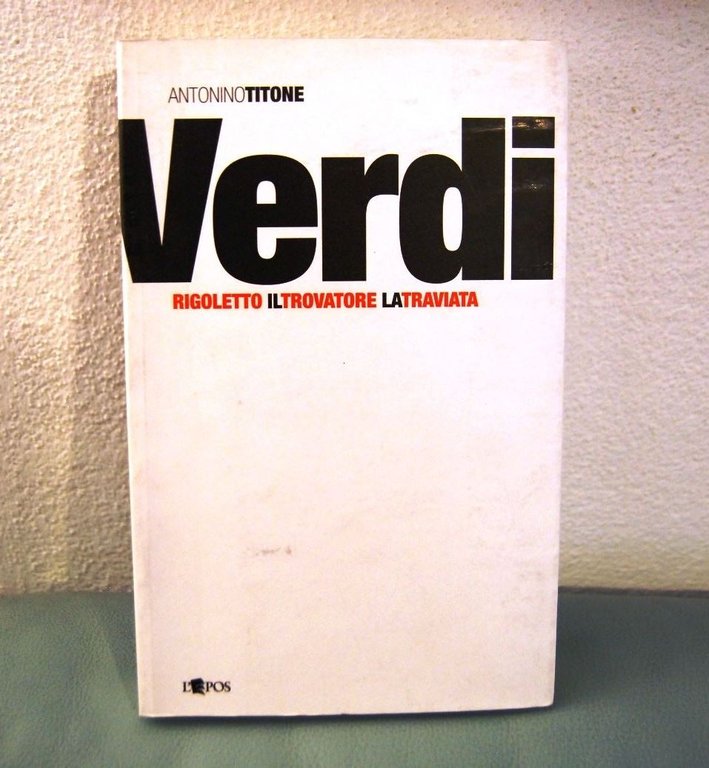 ANTONINOTITONE
Verdi
RIGOLETTO ILTROVATORE LATRAVIATA
L'EPOS